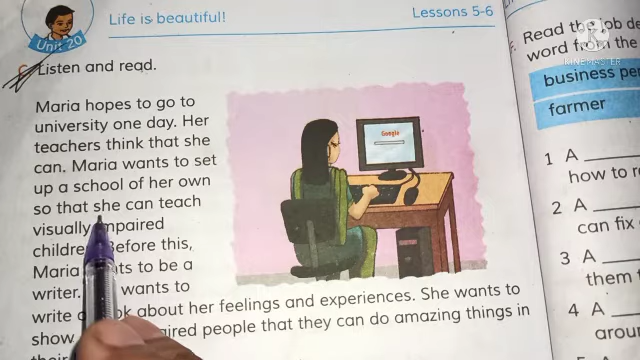 Life is beautiful!
Lessons 5-6
Unit 20
Listen and read.
Maria hopes to go to
university one day. Her
teachers think that she
can. Maria wants to set
up a school of her own
so that she can teach
visually
Before this,
Maria to be a
writer. wants to
write about her feelings and experiences. She wants to
show people that they can do amazing things in
Google
Read the job
word from the
business
farmer
1 A
how to
2 A
can fix
3 A
them
4 A
KINEMASTER